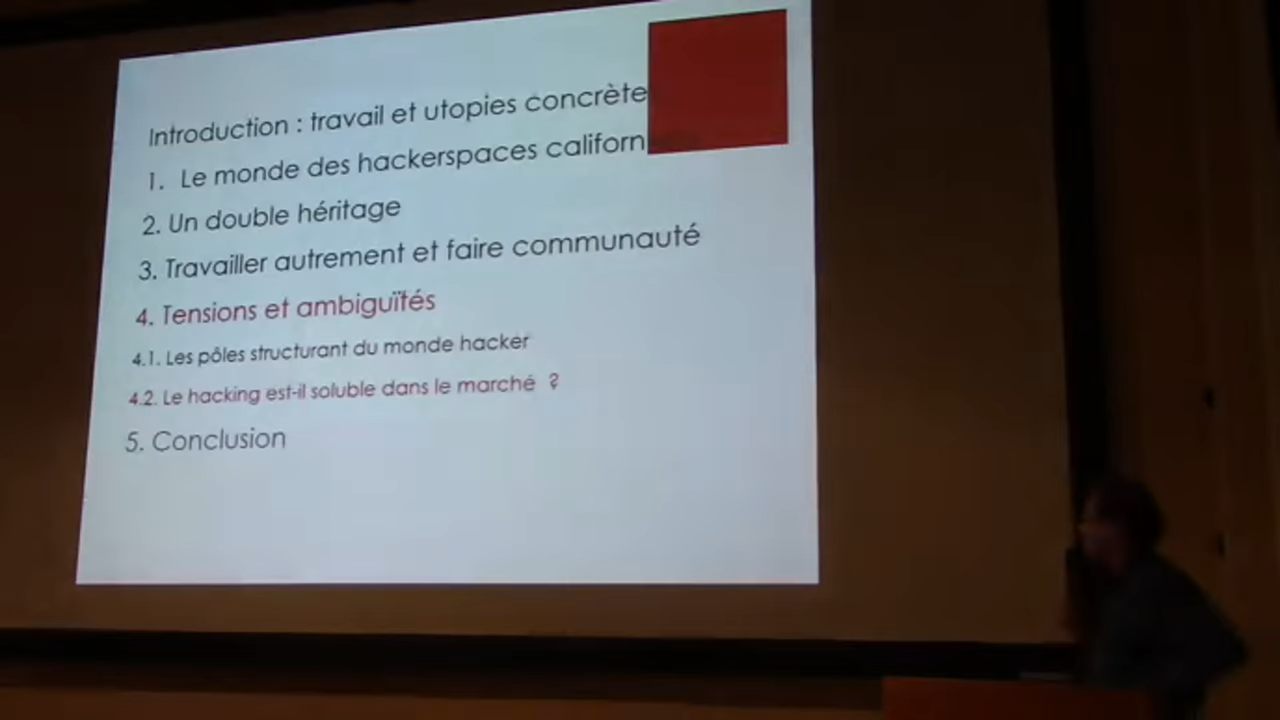 Introduction : travail et utopies concrète
1. Le monde des hackerspaces californ
2. Un double héritage
3. Travailler autrement et faire communauté
4. Tensions et ambiguïtés
4.1. Les pôles structurant du monde hacker
4.2. Le hacking est-il soluble dans le marché ?
5. Conclusion